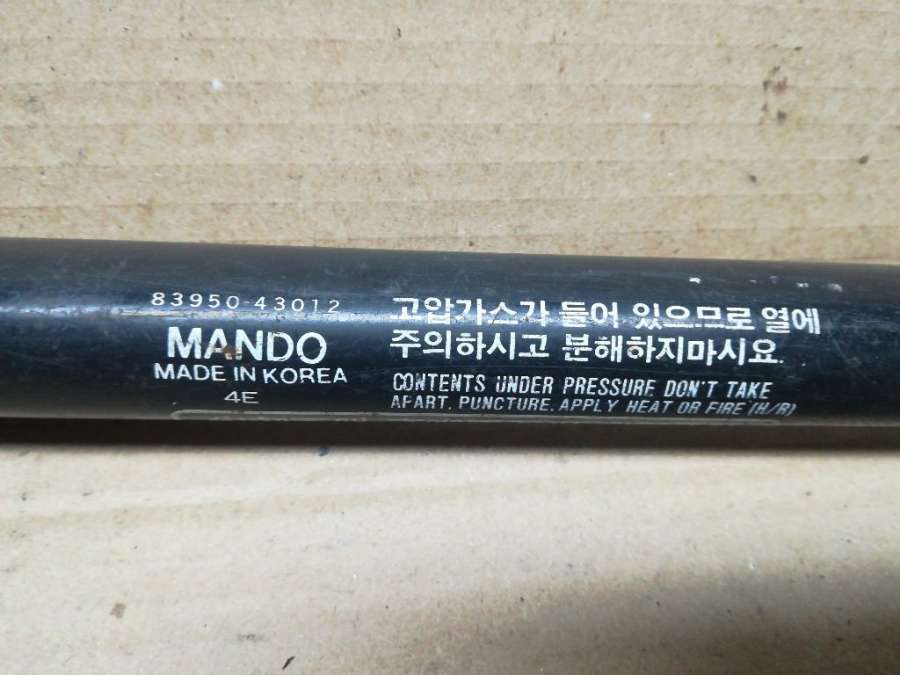 83950-43012
MANDO
MADE IN KOREA
4E
고압가스가 들어 있으므로 열에
주의하시고 분해하지마시요.
CONTENTS UNDER PRESSURE. DON'T TAKE
APART, PUNCTURE, APPLY HEAT OR FIRE (H/R)